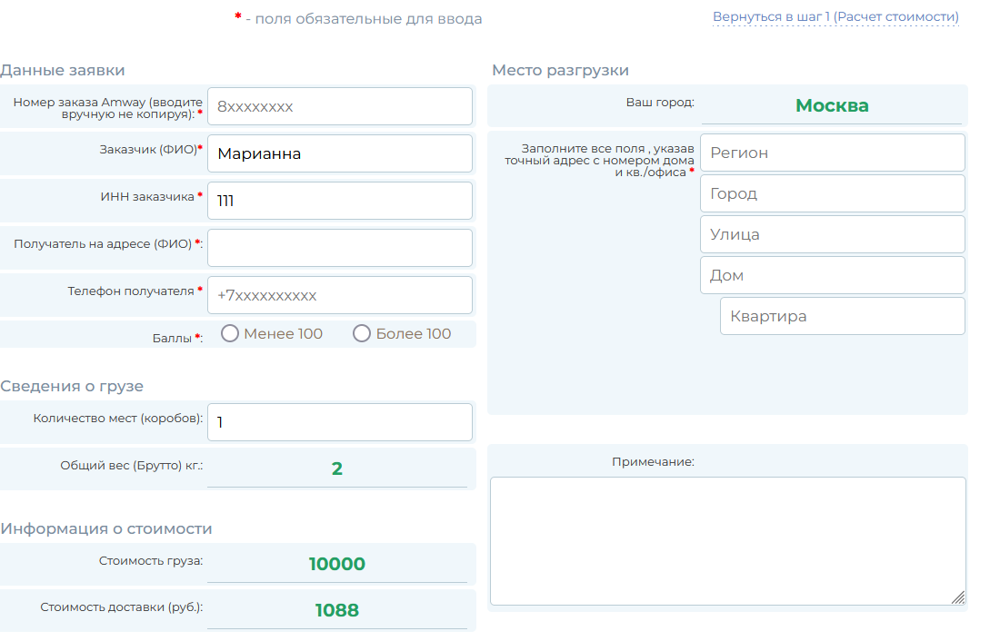 * - поля обязательные для ввода
Вернуться в шаг 1 (Расчет стоимости)
Данные заявки
Номер заказа Amway (вводите
вручную не копируя): *
8xxxxxxxx
Заказчик (ФИО)*
Марианна
ИНН заказчика *
111
Получатель на адресе (ФИО) *:
Телефон получателя *
+7xxxxxxxxxx
Баллы *:
Менее 100
Более 100
Сведения о грузе
Количество мест (коробов):
1
Общий вес (Брутто) кг.:
2
Информация о стоимости
Стоимость груза:
10000
Стоимость доставки (руб.):
1088
Место разгрузки
Ваш город:
Москва
Заполните все поля , указав
точный адрес с номером дома
и кв./офиса *
Регион
Город
Улица
Дом
Квартира
Примечание: